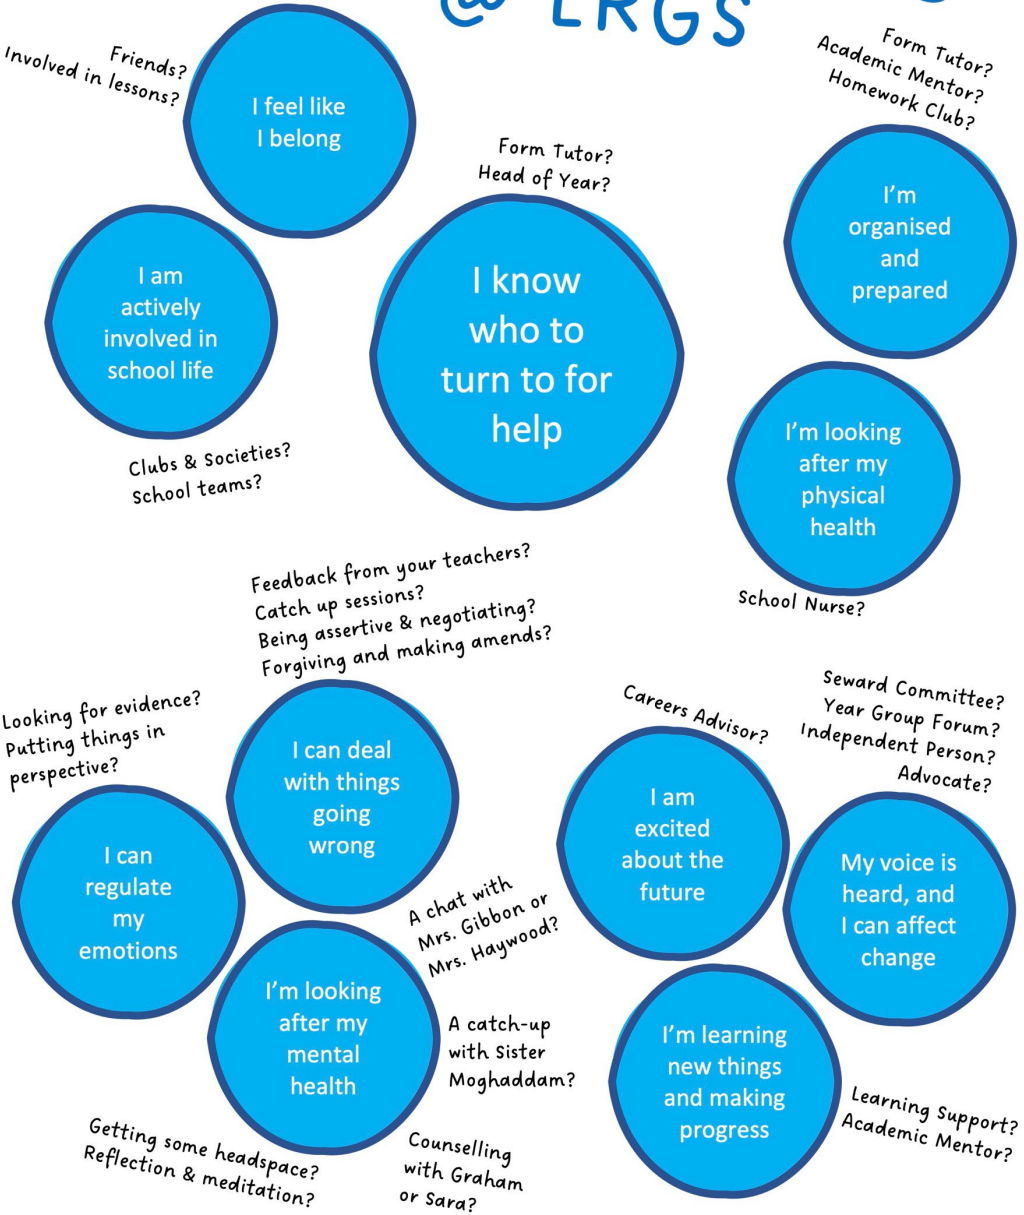 @ LRGS
Friends?
Involved in lessons?
I feel like
I belong
Form Tutor?
Head of Year?
I know
who to
turn to for
help
Form Tutor?
Academic Mentor?
Homework Club?
I'm
organised
and
prepared
I am
actively
involved in
school life
Clubs & Societies?
School teams?
I'm looking
after my
physical
health
School Nurse?
Feedback from your teachers?
Catch up sessions?
Being assertive & negotiating?
Forgiving and making amends?
I can deal
with things
going
wrong
Looking for evidence?
Putting things in
perspective?
I can
regulate
my
emotions
A chat with
Mrs. Gibbon or
Mrs. Haywood?
I'm looking
after my
mental
health
A catch-up
with Sister
Moghaddam?
Getting some headspace?
Reflection & meditation?
Counselling
with Graham
or Sara?
Careers Advisor?
I am
excited
about the
future
Seward Committee?
Year Group Forum?
Independent Person?
Advocate?
My voice is
heard, and
I can affect
change
I'm learning
new things
and making
progress
Learning Support?
Academic Mentor?